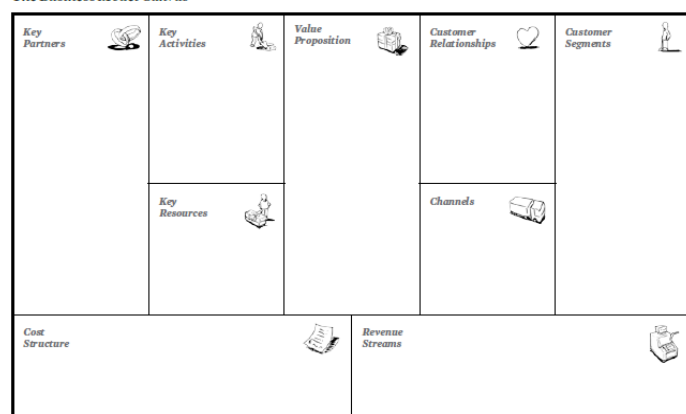 Key
Partners
Key
Activities
Value
Proposition
Customer
Relationships
Customer
Segments
Key
Resources
Channels
Cost
Structure
Revenue
Streams